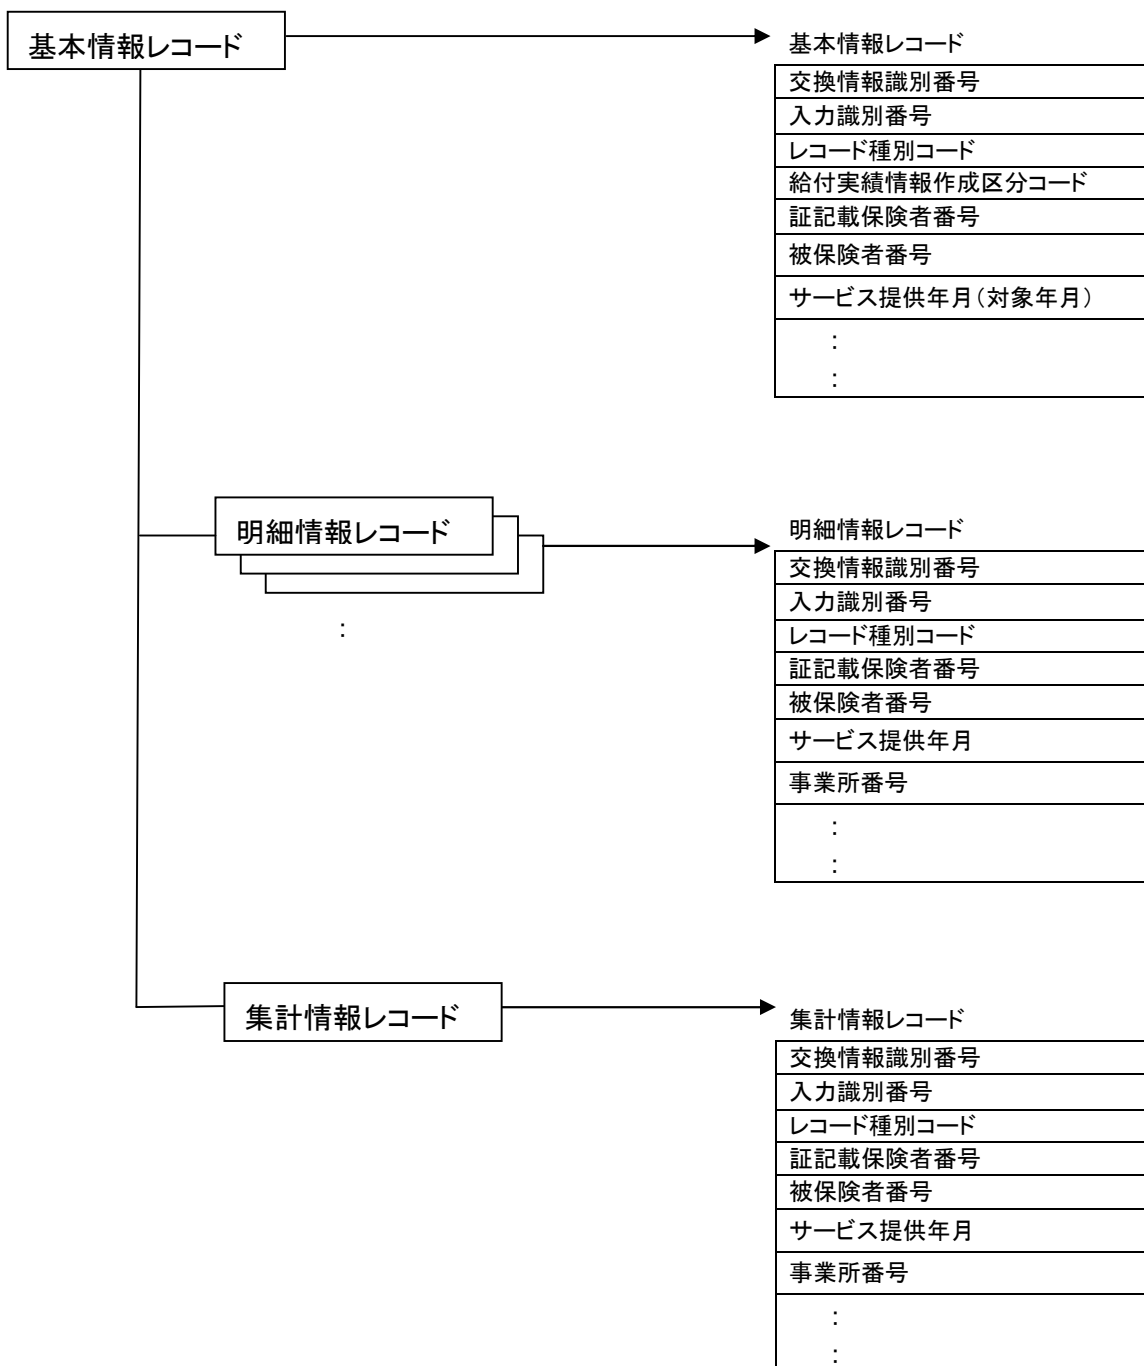 基本情報レコード
基本情報レコード
交換情報識別番号
入力識別番号
レコード種別コード
給付実績情報作成区分コード
証記載保険者番号
被保険者番号
サービス提供年月（対象年月）
：
：
明細情報レコード
：
明細情報レコード
交換情報識別番号
入力識別番号
レコード種別コード
証記載保険者番号
被保険者番号
サービス提供年月
事業所番号
：
：
集計情報レコード
集計情報レコード
交換情報識別番号
入力識別番号
レコード種別コード
証記載保険者番号
被保険者番号
サービス提供年月
事業所番号
：
：